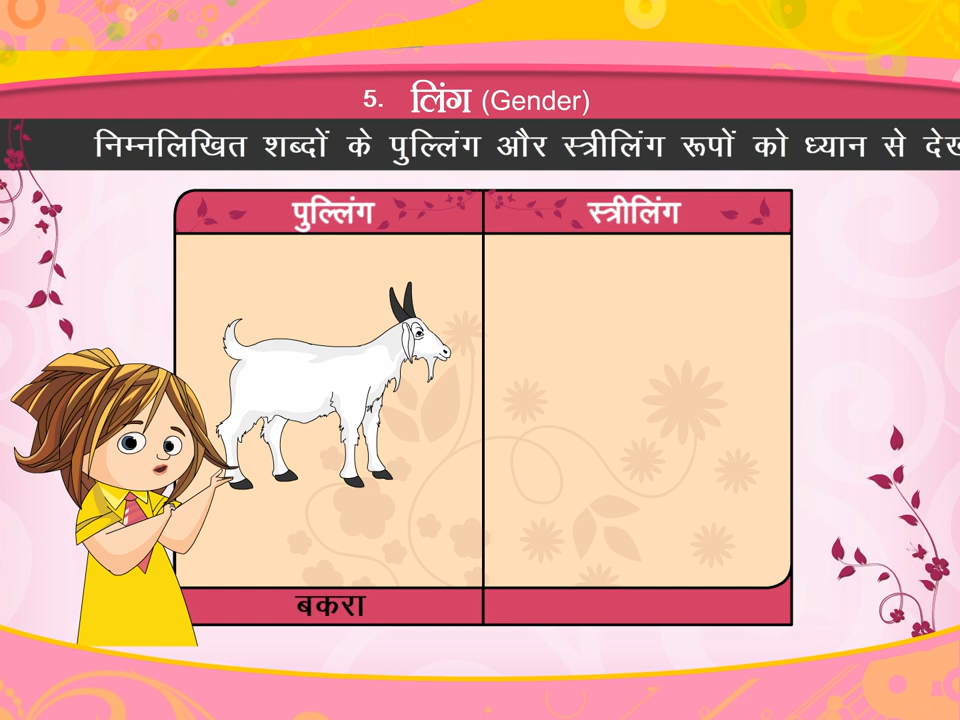 5. लिंग (Gender)
निम्नलिखित शब्दों के पुल्लिंग और स्त्रीलिंग रूपों को ध्यान से
पुल्लिंग स्त्रीलिंग
बकरा